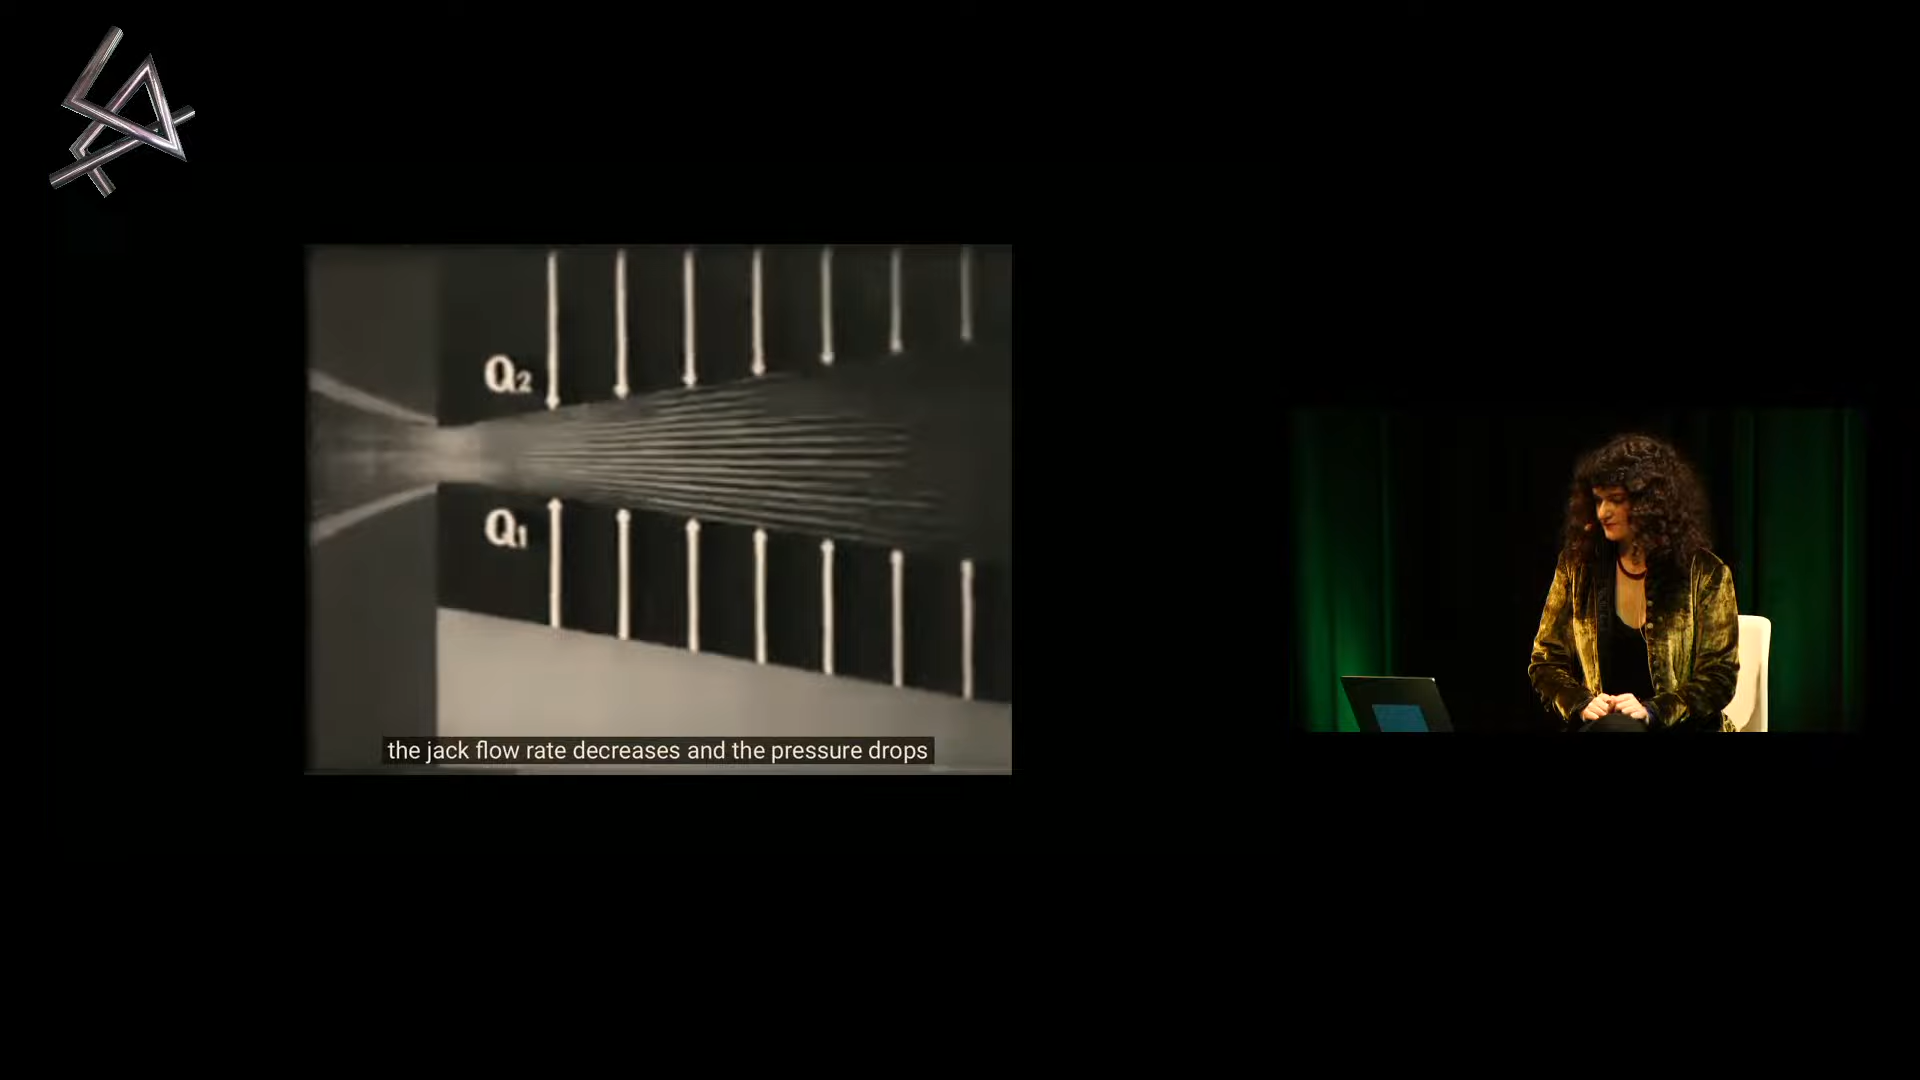 Q2
Q1
the jack flow rate decreases and the pressure drops